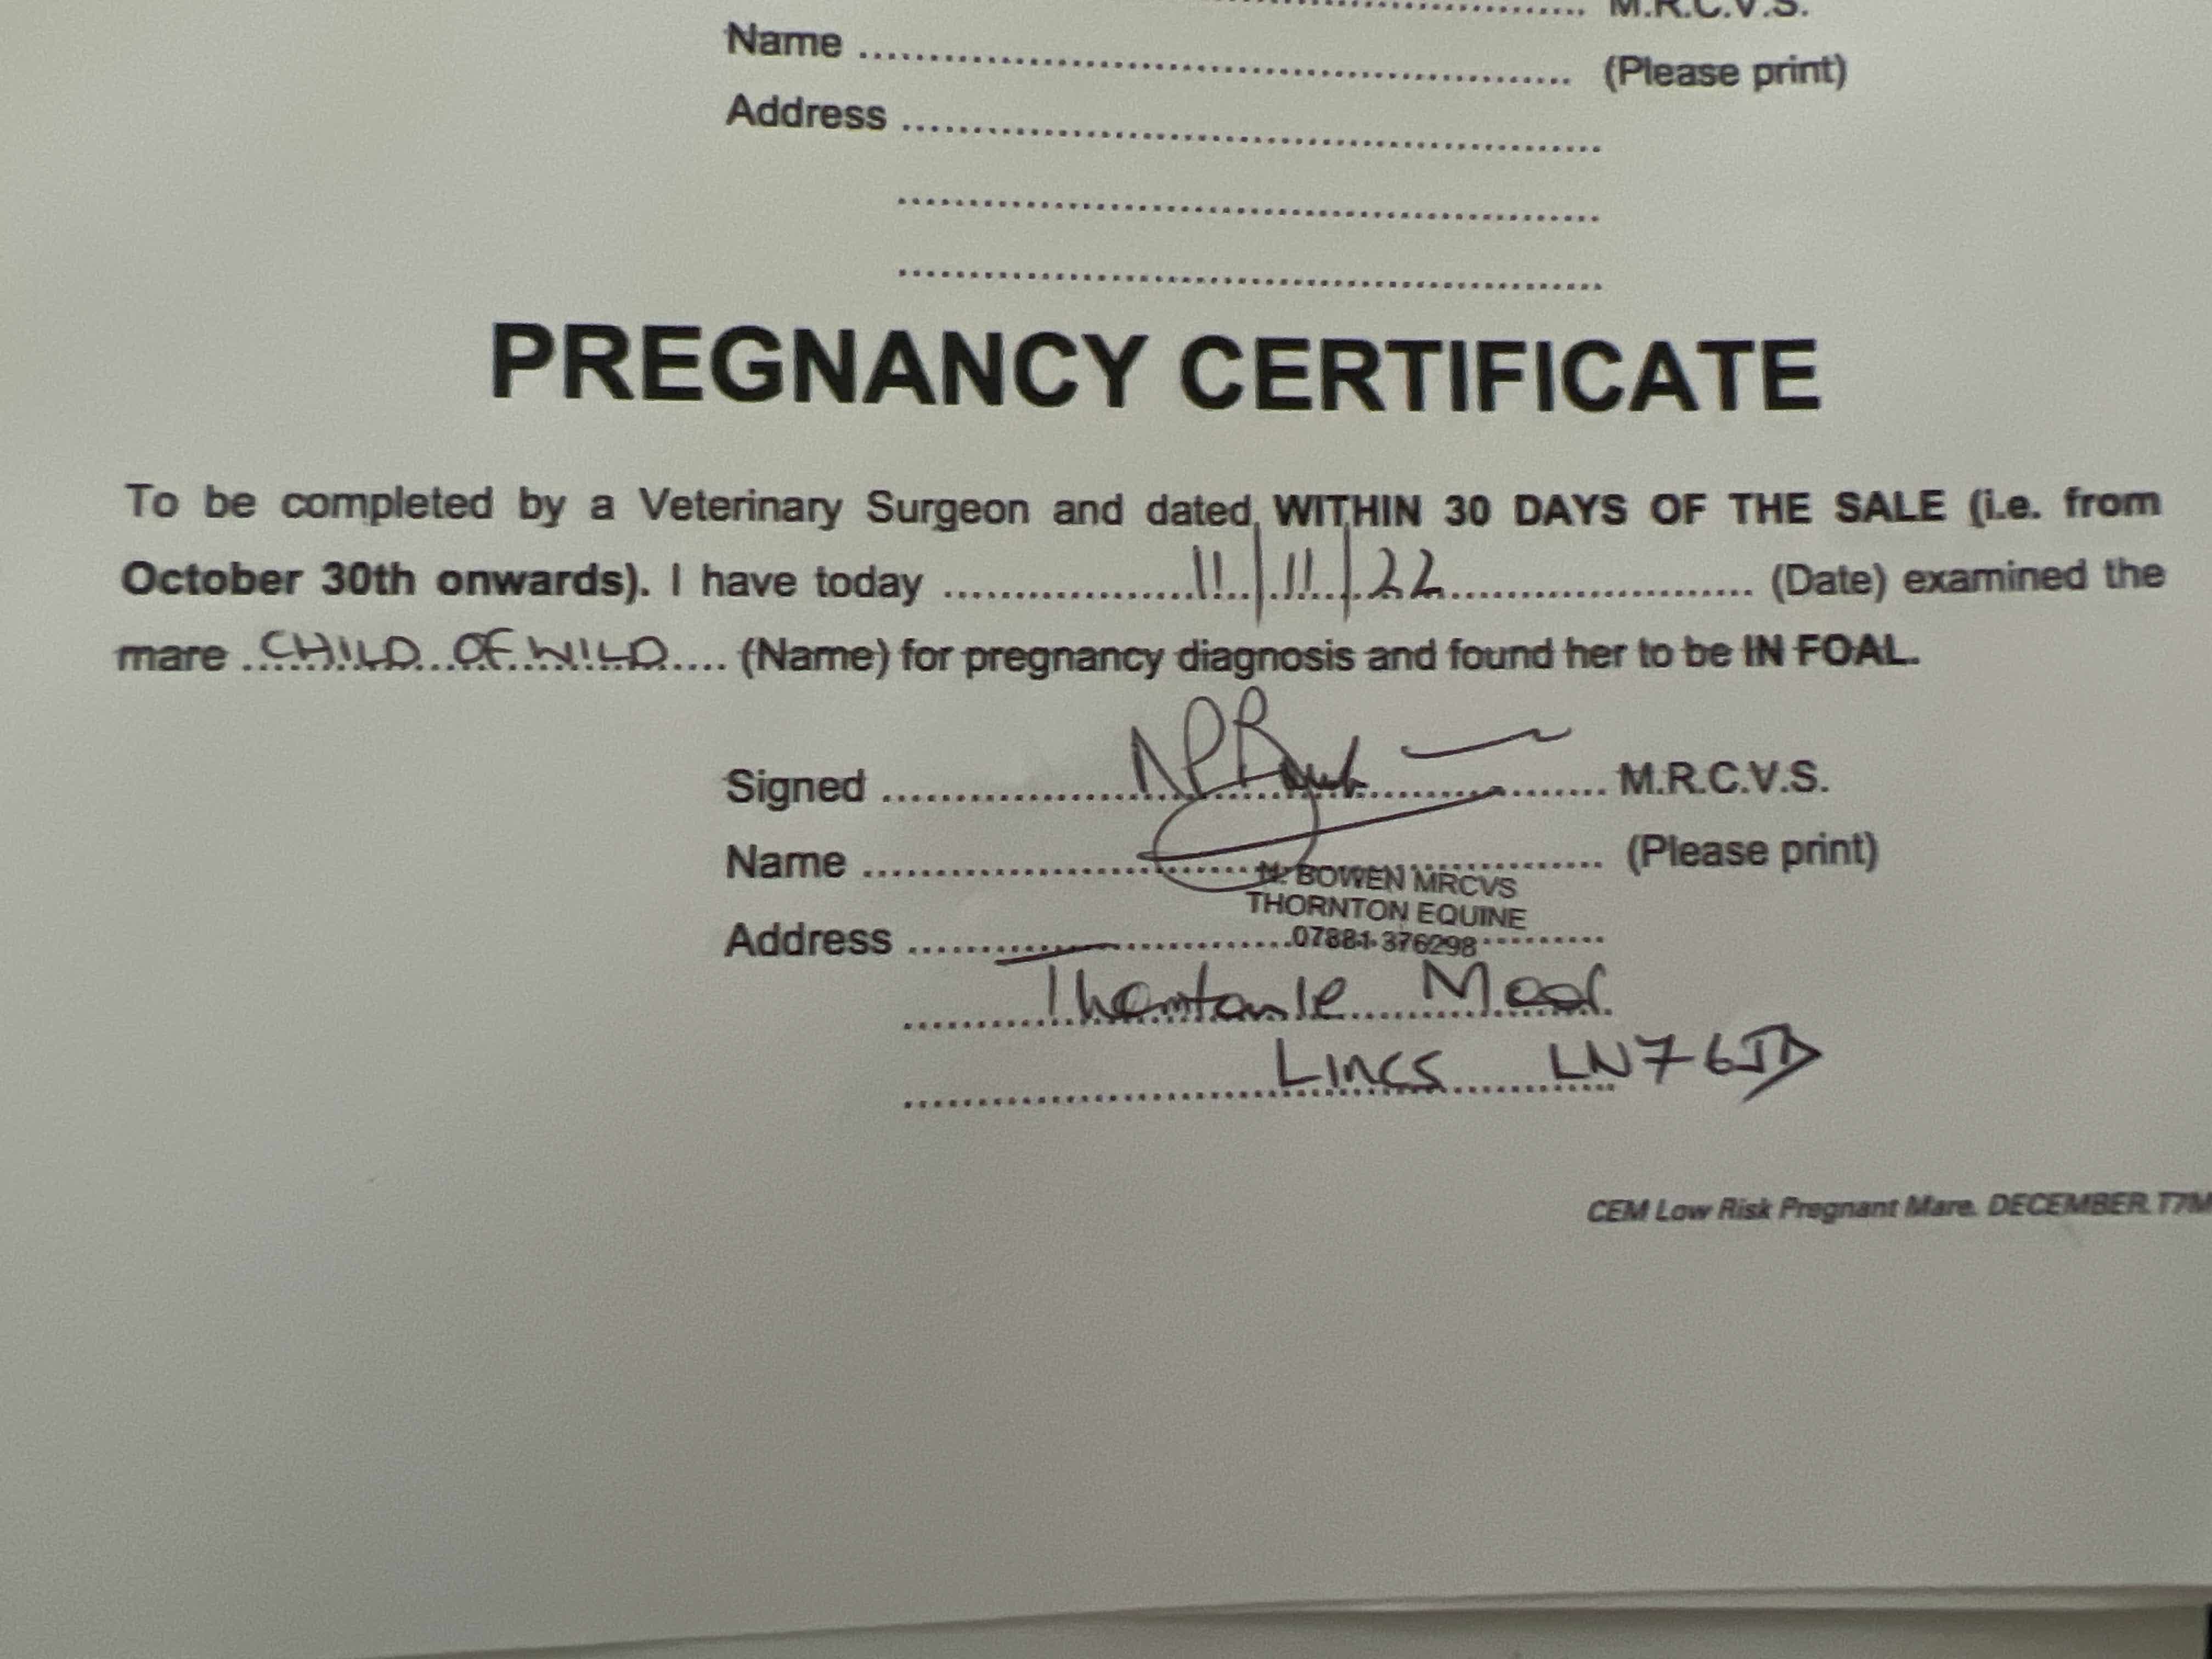 M.R.C.V.S.
Name (Please print)
Address
PREGNANCY CERTIFICATE
To be completed by a Veterinary Surgeon and dated WITHIN 30 DAYS OF THE SALE (i.e. from
October 30th onwards). I have today 11/11/22 (Date) examined the
mare CHILD OF WILD (Name) for pregnancy diagnosis and found her to be IN FOAL.
Signed M.R.C.V.S.
Name (Please print)
N. BOWEN MRCVS
THORNTON EQUINE
Address 07881 376298
Thorntonle Moor
Lincs LN7 6JD
CEM Low Risk Pregnant Mare. DECEMBER.T7M